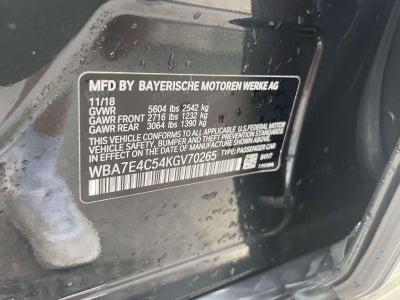 MFD BY BAYERISCHE MOTOREN WERKE AG
11/18
GVWR 5604 lbs 2542 kg
GAWR FRONT 2716 lbs 1232 kg
GAWR REAR 3064 lbs 1390 kg
THIS VEHICLE CONFORMS TO ALL APPLICABLE U.S.FEDERAL MOTOR
VEHICLE SAFETY, BUMPER AND THEFT PREVENTION STANDARDS IN
EFFECT ON THE DATE OF MANUFACTURE SHOWN ABOVE.
WBA7E4C54KGV70265 TYPE: PASSENGER CAR